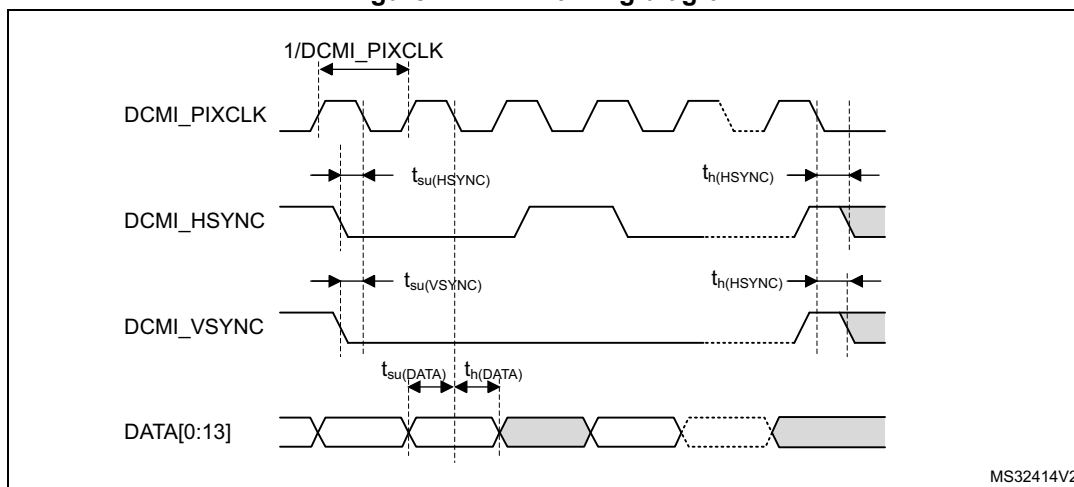 1/DCMI_PIXCLK
DCMI_PIXCLK
tsu(HSYNC)
th(HSYNC)
DCMI_HSYNC
tsu(VSYNC)
th(HSYNC)
DCMI_VSYNC
tsu(DATA)
th(DATA)
DATA[0:13]
MS32414V2